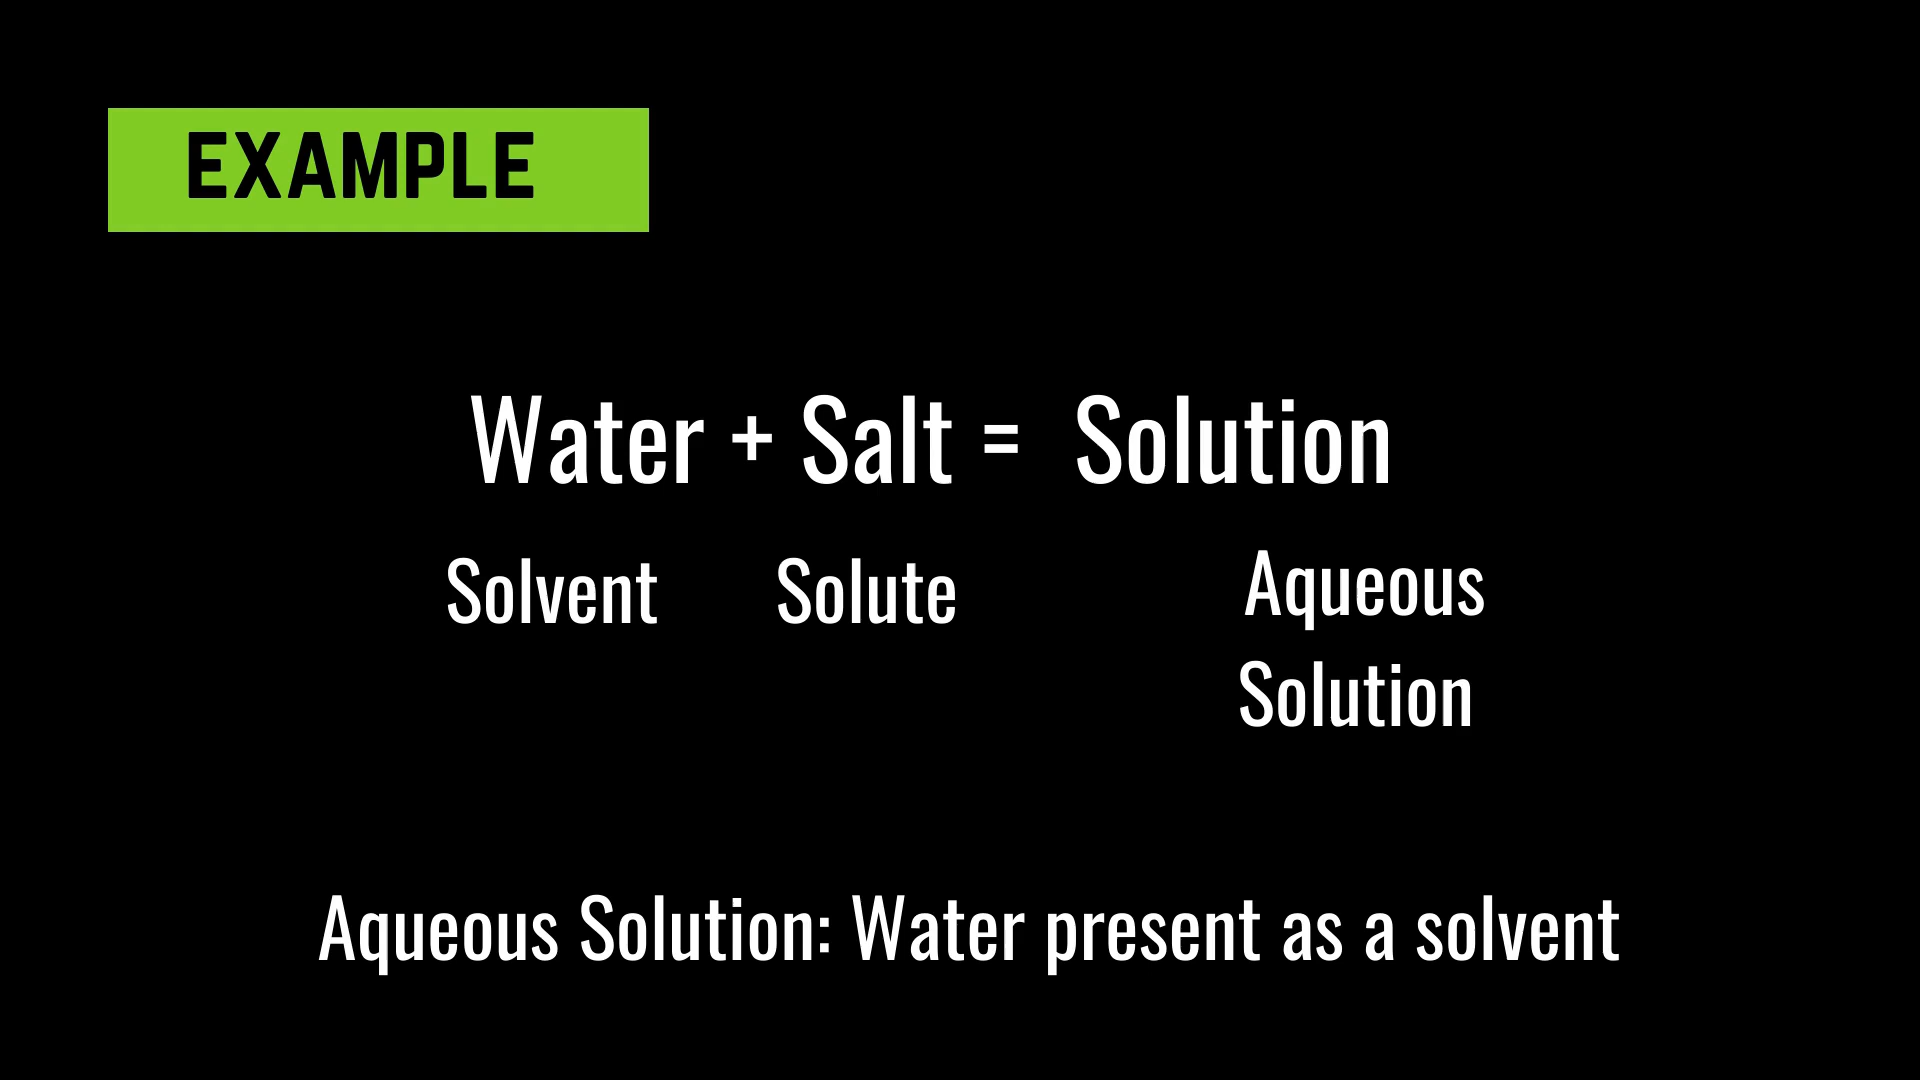 EXAMPLE
Water + Salt = Solution
Solvent Solute Aqueous
Solution
Aqueous Solution: Water present as a solvent